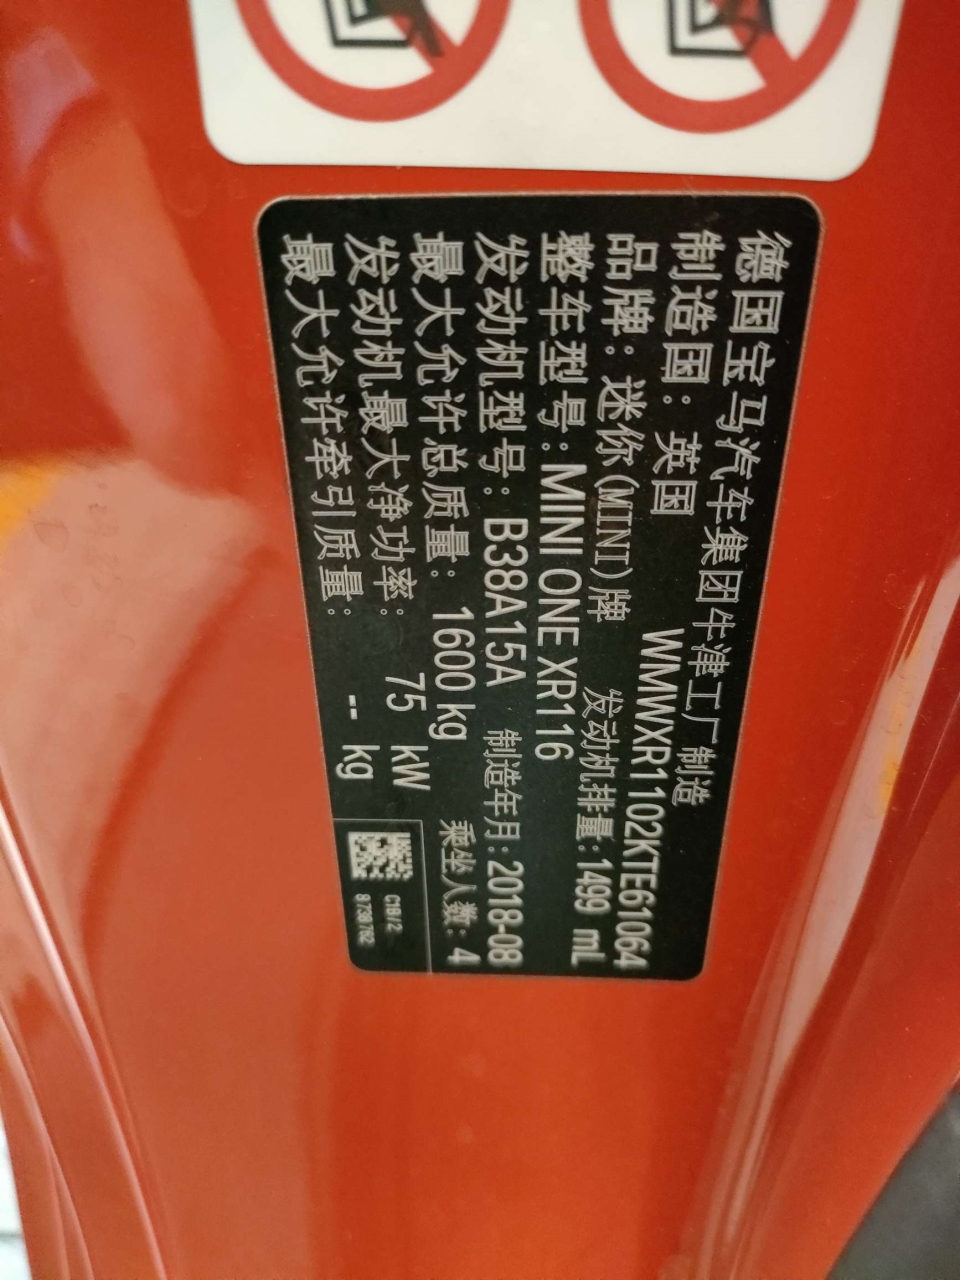 德国宝马汽车集团牛津工厂制造
制造国：英国 WMWXR1102KTE61064
品牌：迷你(MINI)牌 发动机排量：1499 mL
整车型号：MINI ONE XR116
发动机型号：B38A15A 制造年月：2018-08
最大允许总质量：1600 kg 乘坐人数：4
发动机最大净功率：75 kW
最大允许牵引质量：-- kg
C1B/2
8738762